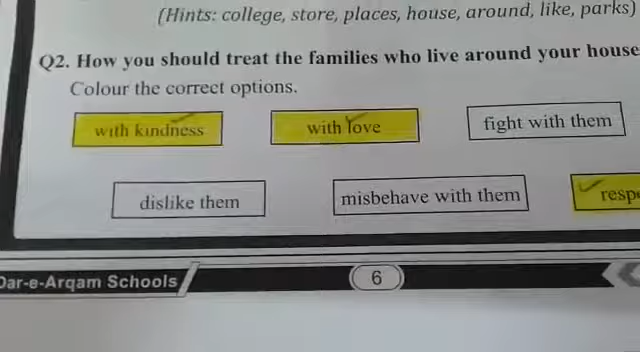 (Hints: college, store, places, house, around, like, parks)
Q2. How you should treat the families who live around your house
Colour the correct options.
with kindness with love fight with them
dislike them misbehave with them
Dar-e-Arqam Schools 6